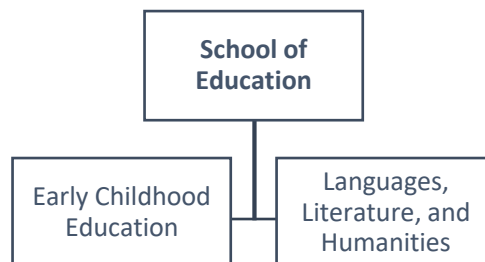 School of
Education
Early Childhood
Education
Languages,
Literature, and
Humanities